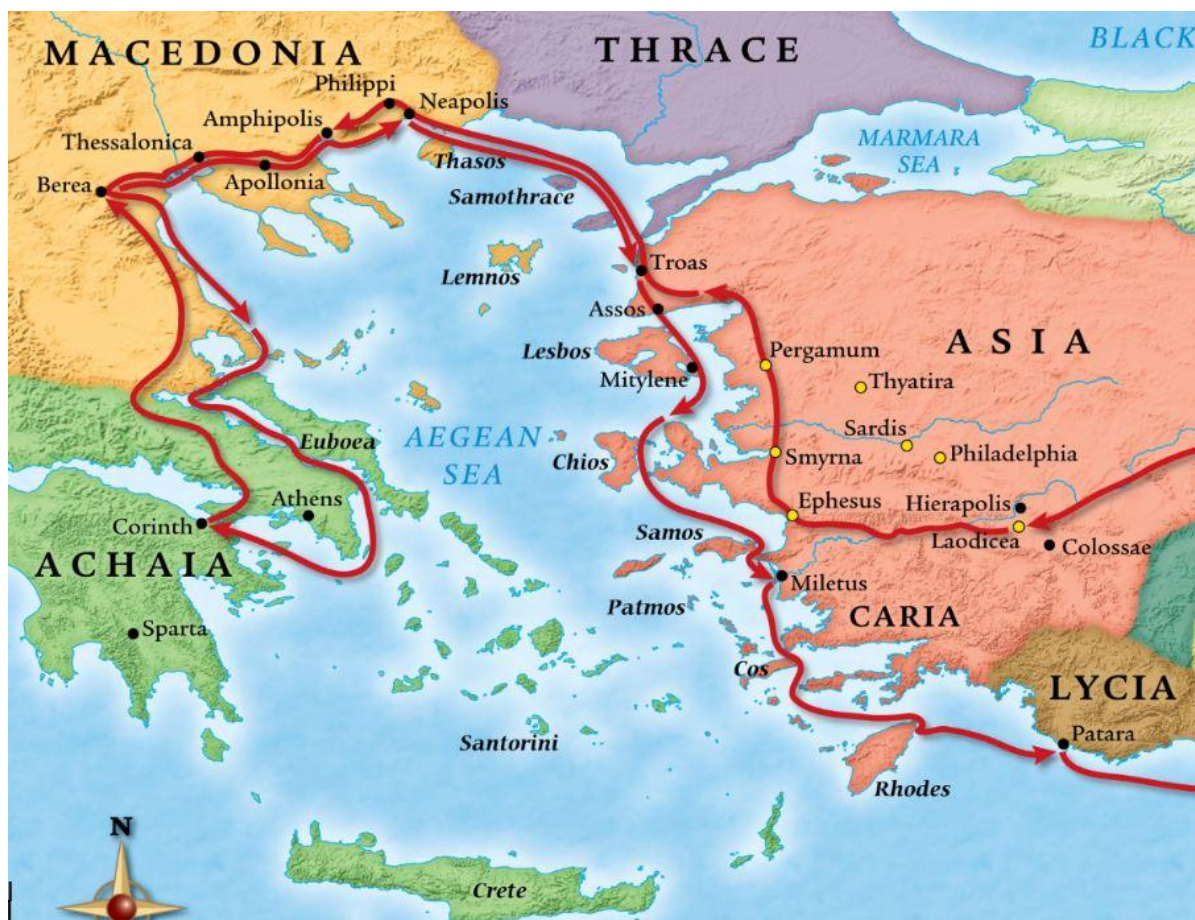 MACEDONIA
THRACE
BLACK
Philippi
Neapolis
Amphipolis
Thessalonica
MARMARA
SEA
Thasos
Berea
Apollonia
Samothrace
Lemnos
Troas
Assos
ASIA
Lesbos
Pergamum
Mitylene
Thyatira
Euboea
AEGEAN
SEA
Chios
Sardis
Smyrna
Philadelphia
Athens
Ephesus
Hierapolis
Corinth
Samos
Laodicea
Colossae
ACHAIA
Miletus
Patmos
CARIA
Sparta
Cos
LYCIA
Santorini
Patara
Rhodes
N
Crete